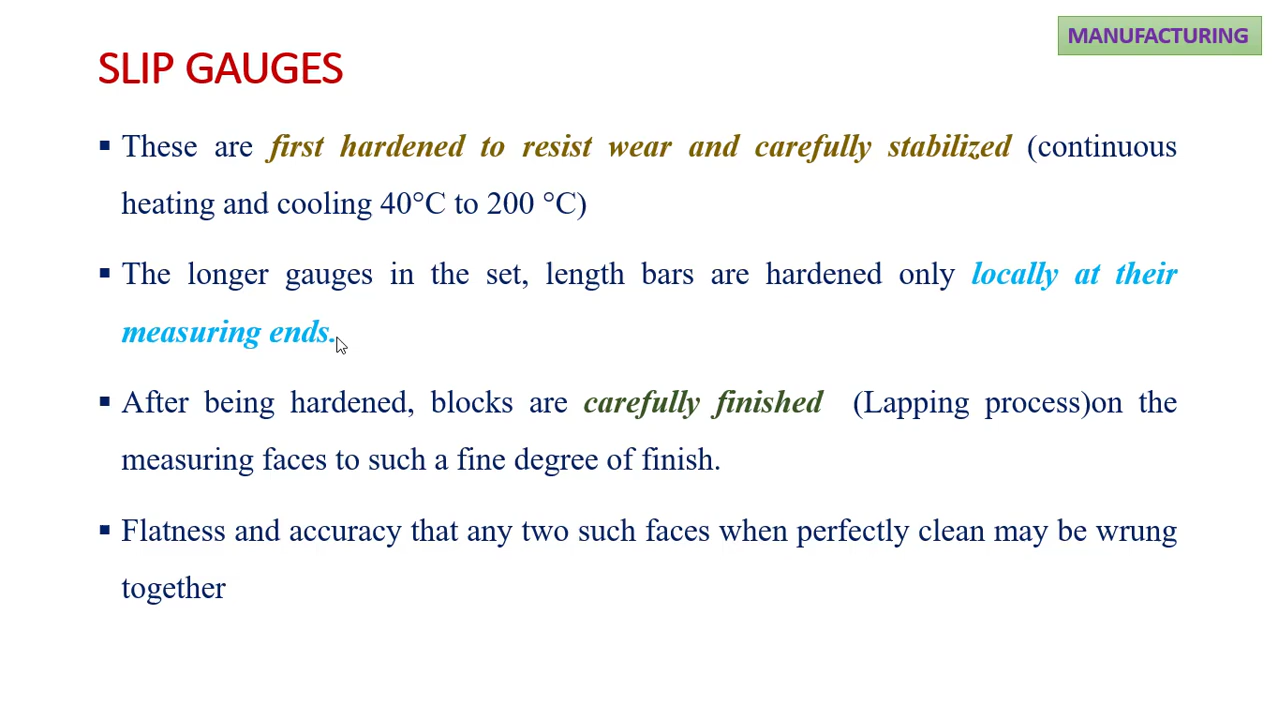 MANUFACTURING
SLIP GAUGES
▪ These are first hardened to resist wear and carefully stabilized (continuous
heating and cooling 40°C to 200 °C)
▪ The longer gauges in the set, length bars are hardened only locally at their
measuring ends.
▪ After being hardened, blocks are carefully finished (Lapping process)on the
measuring faces to such a fine degree of finish.
▪ Flatness and accuracy that any two such faces when perfectly clean may be wrung
together